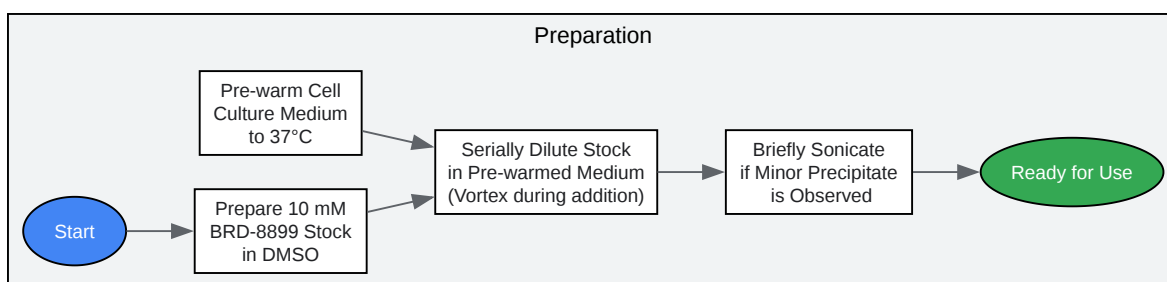 Preparation
Pre-warm Cell
Culture Medium
to 37°C
Start
Prepare 10 mM
BRD-8899 Stock
in DMSO
Serially Dilute Stock
in Pre-warmed Medium
(Vortex during addition)
Briefly Sonicate
if Minor Precipitate
is Observed
Ready for Use